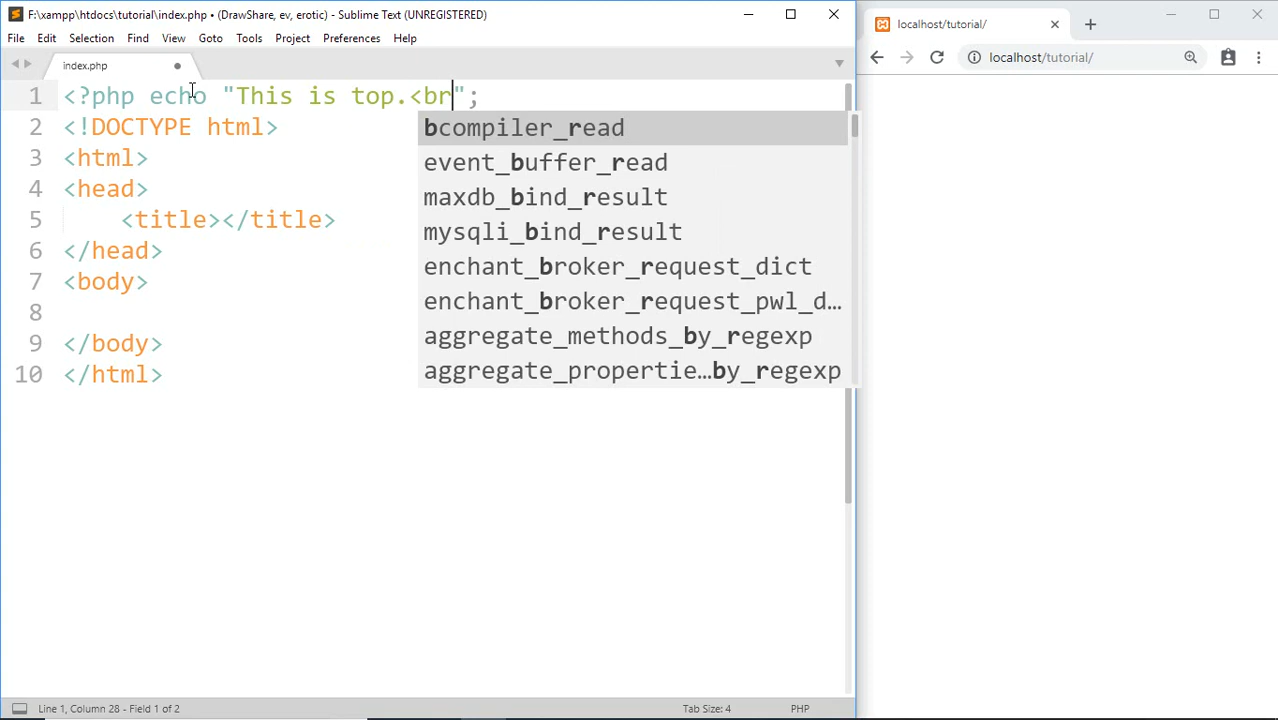 F:\xampp\htdocs\tutorial\index.php • (DrawShare, ev, erotic) - Sublime Text (UNREGISTERED)
File Edit Selection Find View Goto Tools Project Preferences Help
index.php
1 <?php echo "This is top.<br";
2 <!DOCTYPE html>
3 <html>
4 <head>
5 <title></title>
6 </head>
7 <body>
8
9 </body>
10 </html>
bcompiler_read
event_buffer_read
maxdb_bind_result
mysqli_bind_result
enchant_broker_request_dict
enchant_broker_request_pwl_d…
aggregate_methods_by_regexp
aggregate_propertie…by_regexp
Line 1, Column 28 - Field 1 of 2
Tab Size: 4
PHP
localhost/tutorial/
localhost/tutorial/